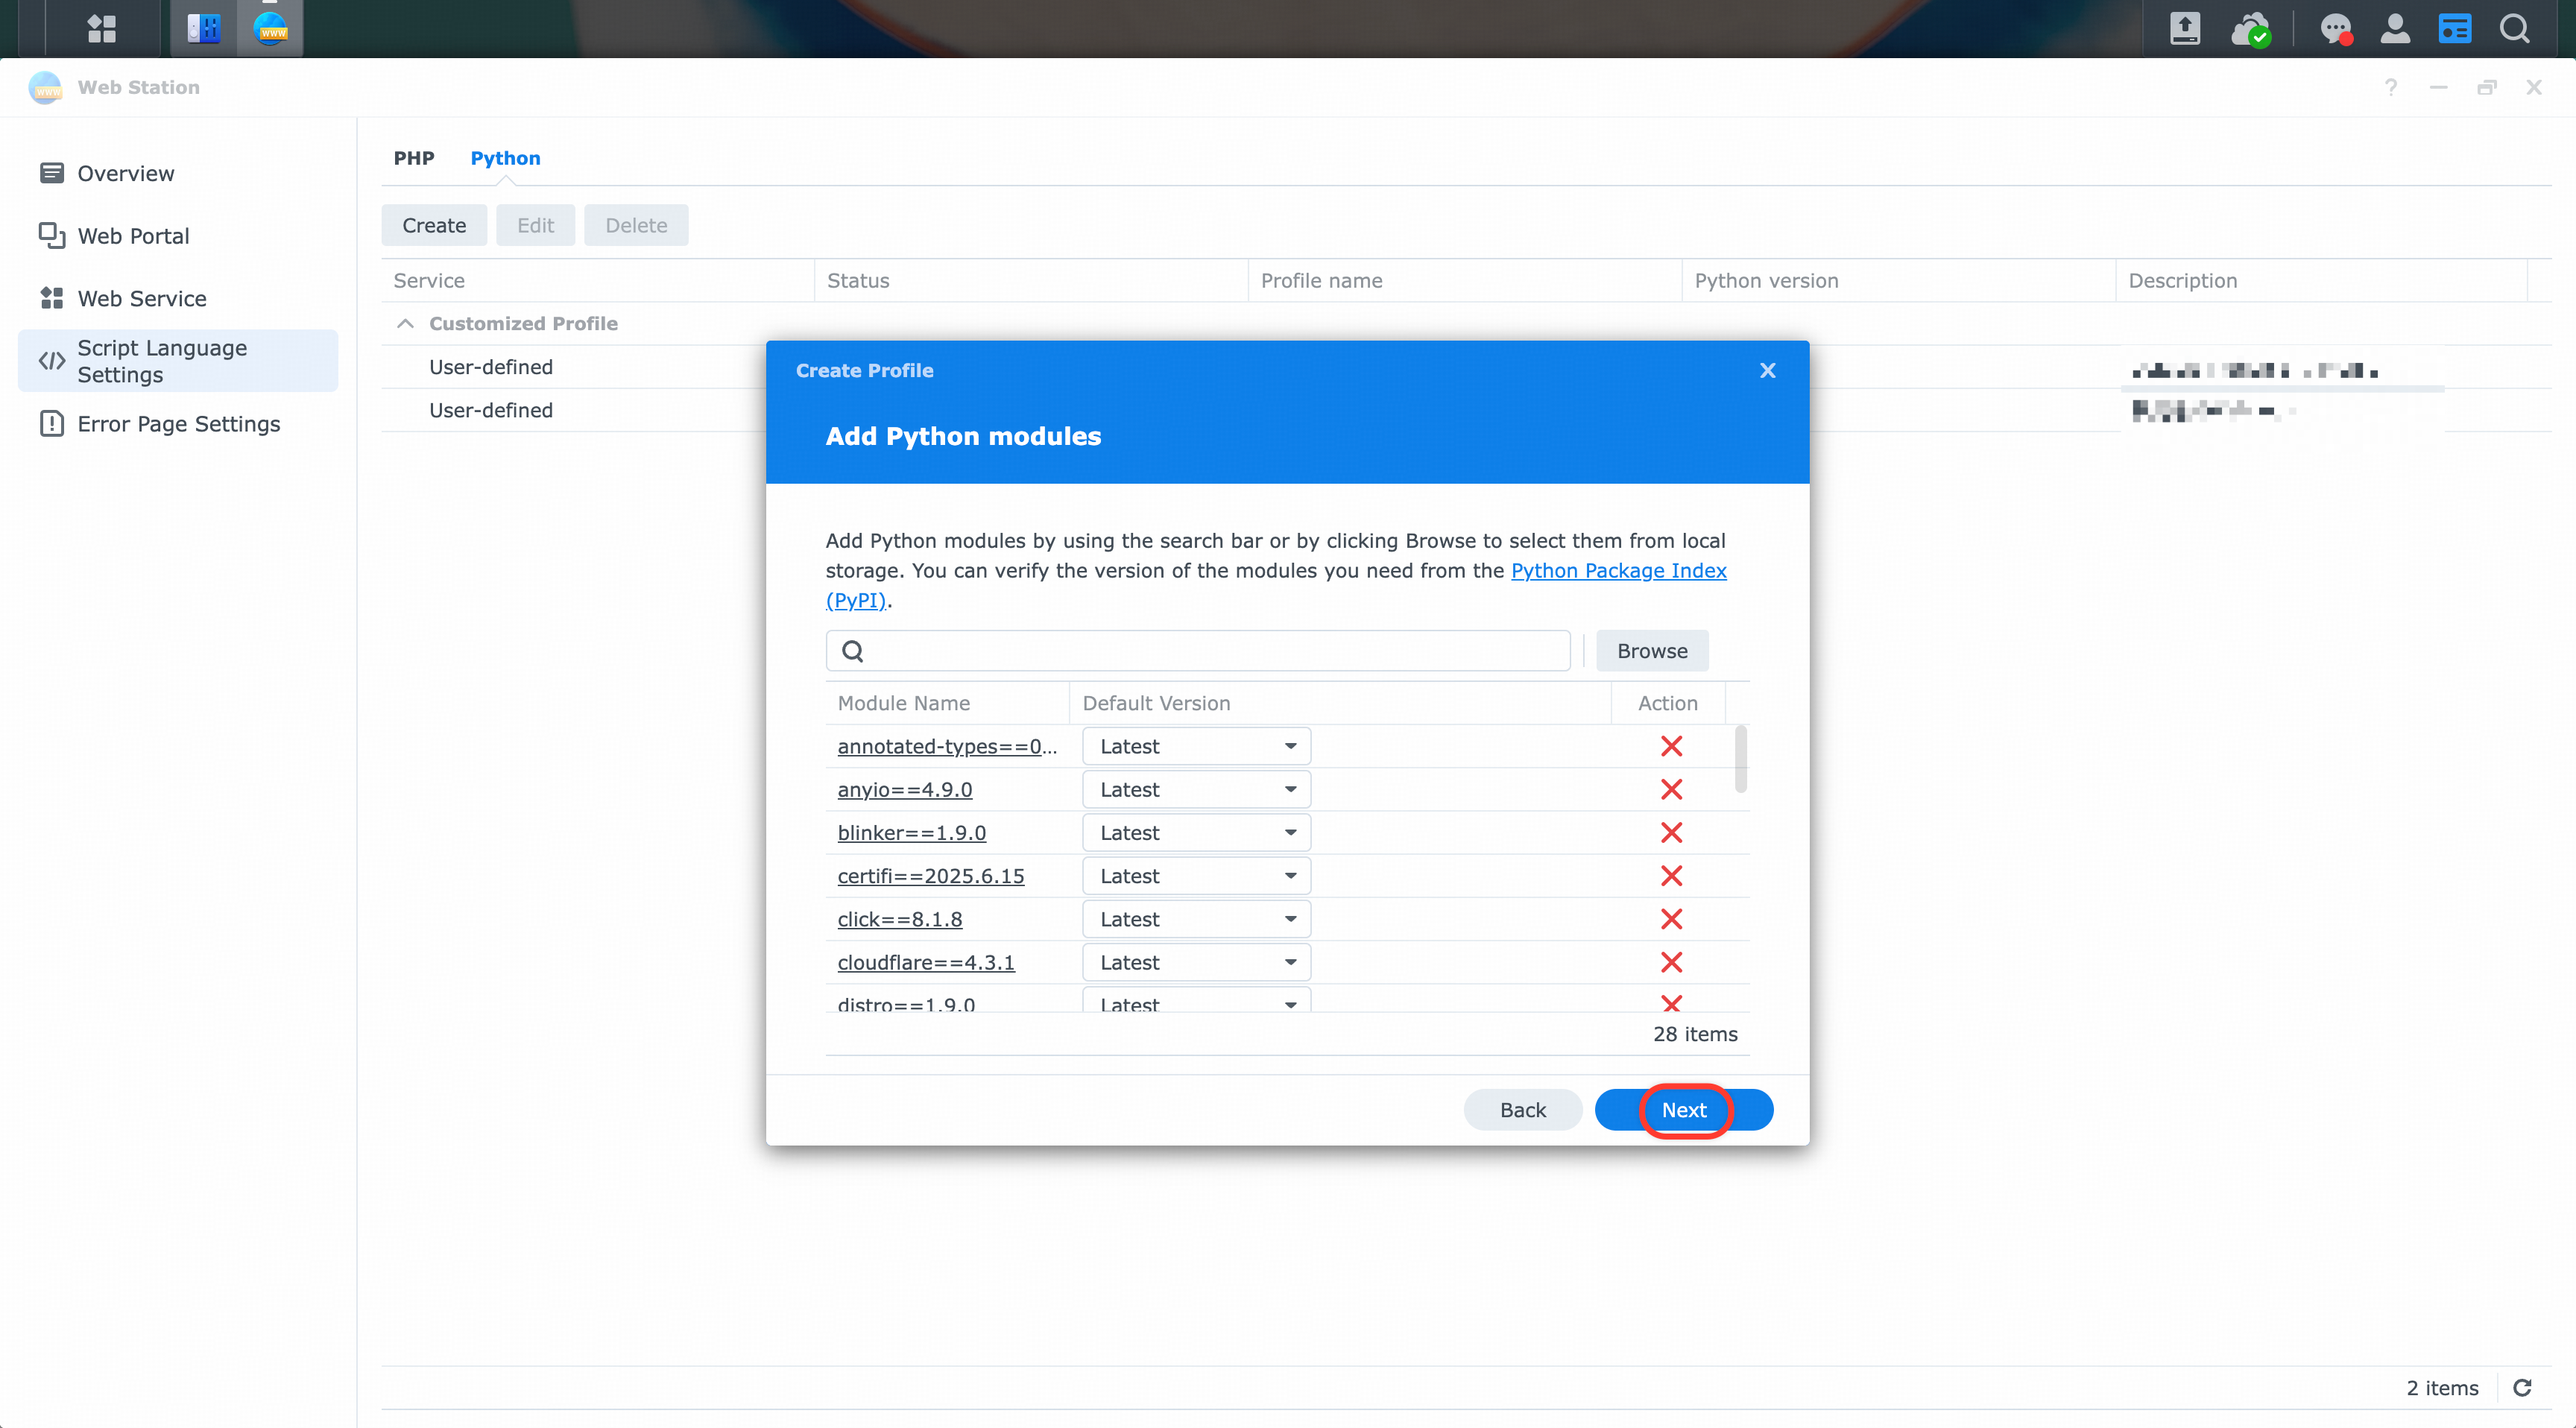 www
www
Web Station
?
Overview
Web Portal
Web Service
Script Language
Settings
Error Page Settings
PHP
Python
Create
Edit
Delete
Service
Status
Profile name
Python version
Description
Customized Profile
User-defined
User-defined
Create Profile
Add Python modules
Add Python modules by using the search bar or by clicking Browse to select them from local
storage. You can verify the version of the modules you need from the Python Package Index
(PyPI).
Browse
Module Name
Default Version
Action
annotated-types==0...
Latest
anyio==4.9.0
Latest
blinker==1.9.0
Latest
certifi==2025.6.15
Latest
click==8.1.8
Latest
cloudflare==4.3.1
Latest
distro==1.9.0
Latest
28 items
Back
Next
2 items